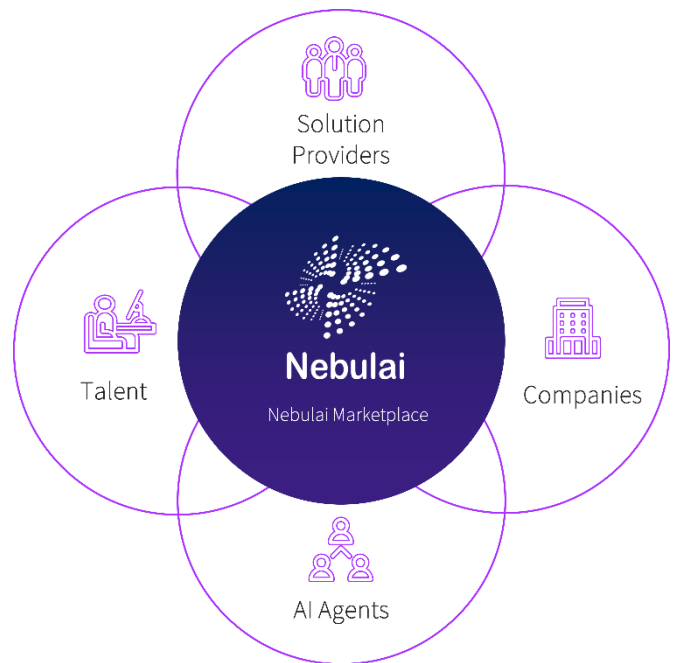 Solution
Providers
Talent
Nebulai
Nebulai Marketplace
Companies
AI Agents